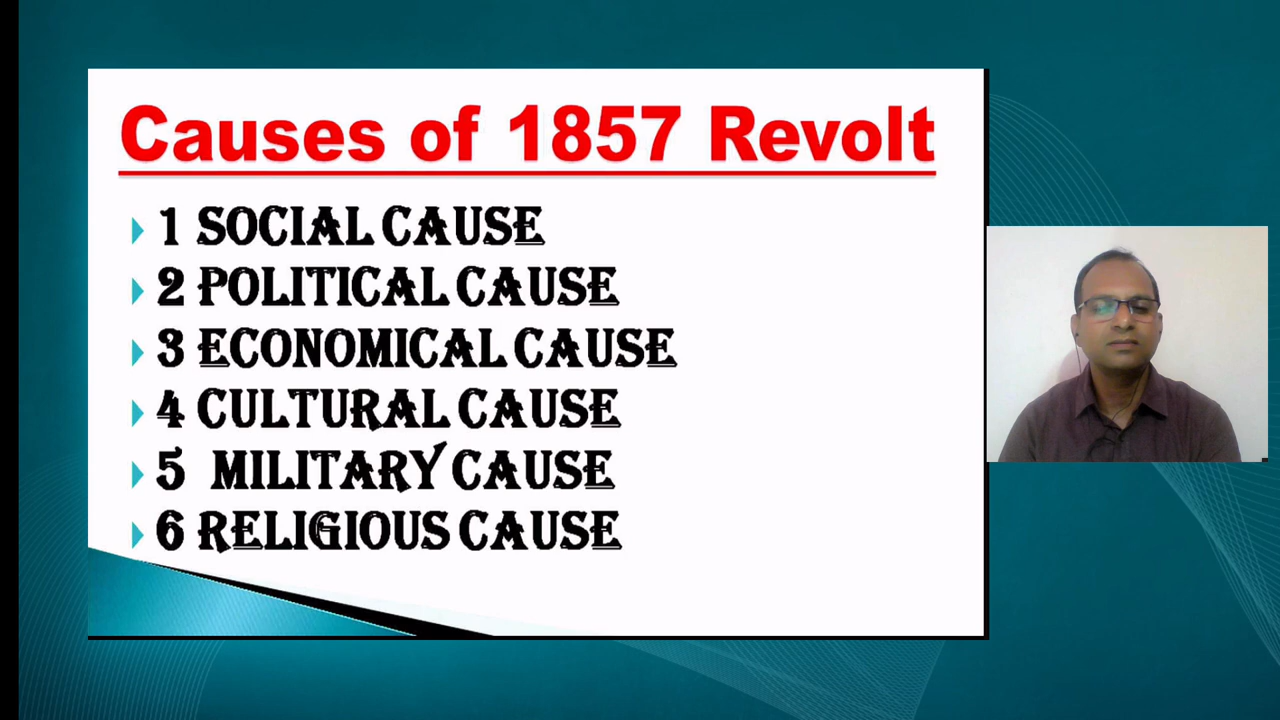 Causes of 1857 Revolt
1 SOCIAL CAUSE
2 POLITICAL CAUSE
3 ECONOMICAL CAUSE
4 CULTURAL CAUSE
5 MILITARY CAUSE
6 RELIGIOUS CAUSE